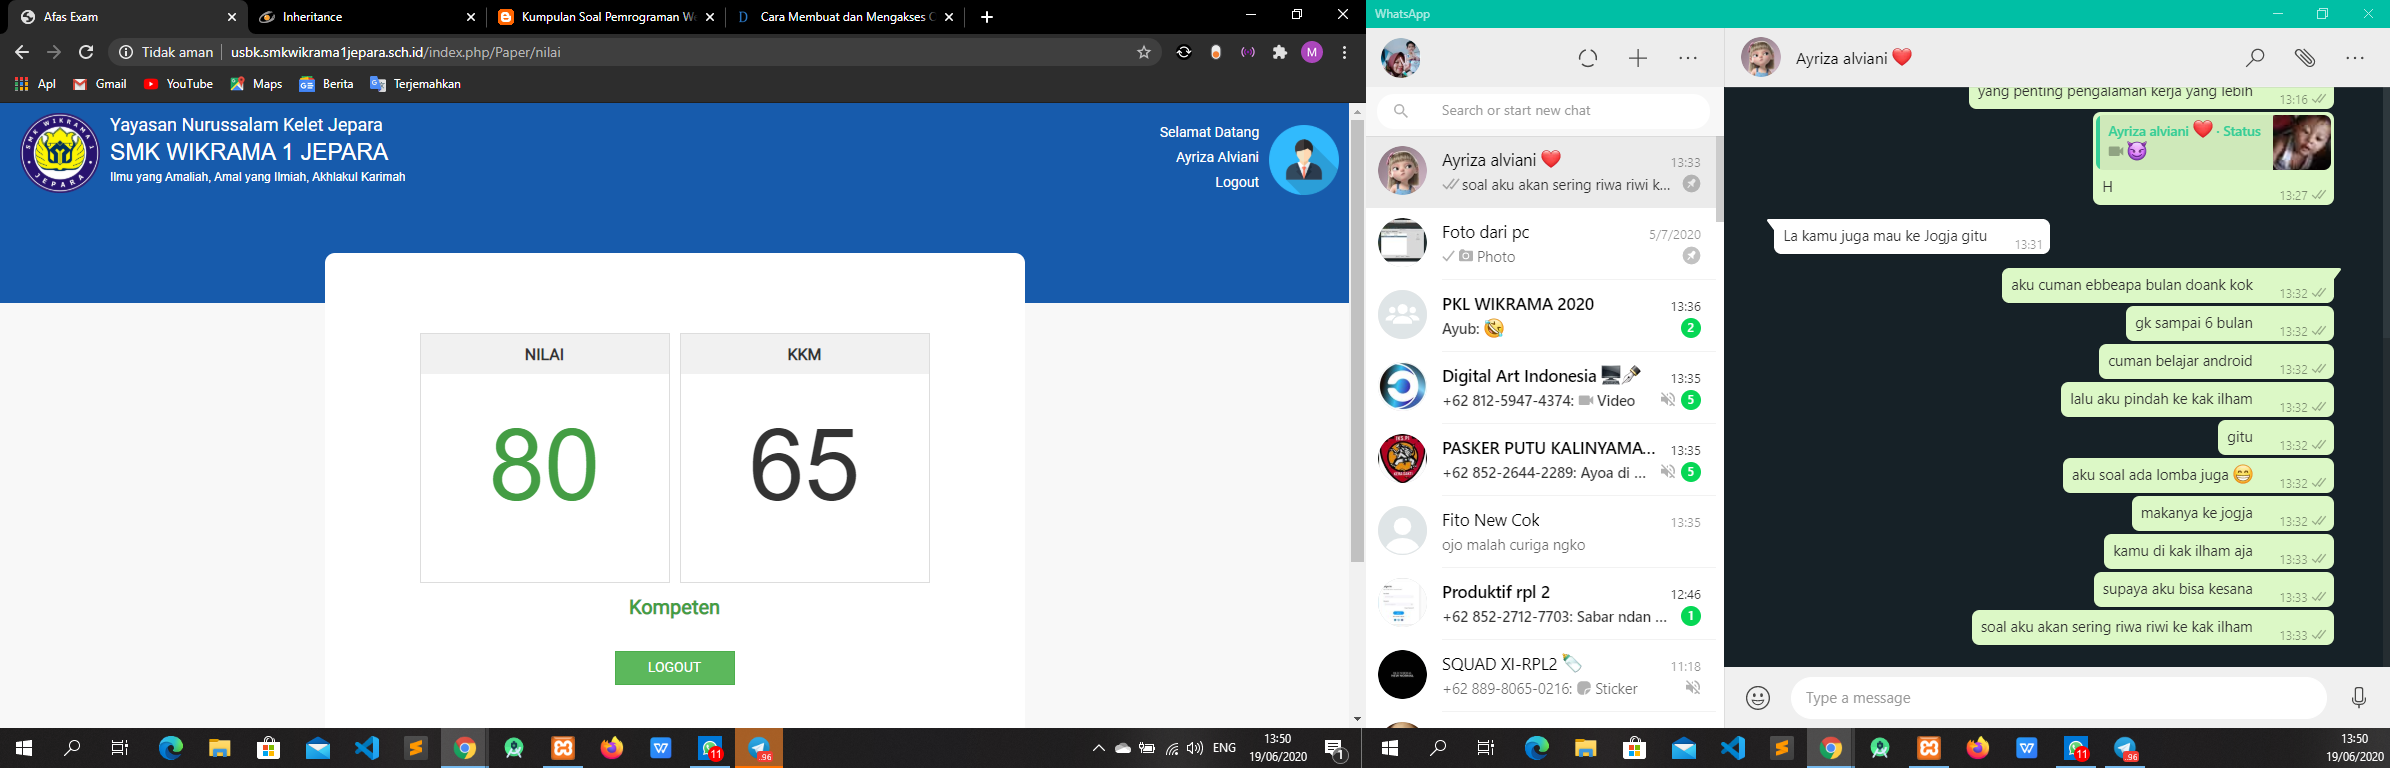 Afas Exam
Inheritance
Kumpulan Soal Pemrograman We
Cara Membuat dan Mengakses C
Tidak aman
usbk.smkwikrama1jepara.sch.id/index.php/Paper/nilai
M
Apl
Gmail
YouTube
Maps
Berita
Terjemahkan
SMK WIKRAMA 1
JEPARA
Yayasan Nurussalam Kelet Jepara
SMK WIKRAMA 1 JEPARA
Ilmu yang Amaliah, Amal yang Ilmiah, Akhlakul Karimah
Selamat Datang
Ayriza Alviani
Logout
NILAI
KKM
80
65
Kompeten
LOGOUT
11
96
ENG
13:50
19/06/2020
1
WhatsApp
Search or start new chat
Ayriza alviani ❤️
13:33
soal aku akan sering riwa riwi k...
Foto dari pc
5/7/2020
Photo
PKL WIKRAMA 2020
13:36
Ayub: 🤣
2
Digital Art Indonesia 🖥️🖋️
13:35
+62 812-5947-4374: Video
5
PASKER PUTU KALINYAMA...
13:35
+62 852-2644-2289: Ayoa di ...
5
Fito New Cok
13:35
ojo malah curiga ngko
Produktif rpl 2
12:46
+62 852-2712-7703: Sabar ndan ...
1
SQUAD XI-RPL2 🍼
11:18
+62 889-8065-0216: Sticker
Ayriza alviani ❤️
yang penting pengalaman kerja yang lebih
13:16
Ayriza alviani ❤️ · Status
😈
H
13:27
La kamu juga mau ke Jogja gitu
13:31
aku cuman ebbeapa bulan doank kok
13:32
gk sampai 6 bulan
13:32
cuman belajar android
13:32
lalu aku pindah ke kak ilham
13:32
gitu
13:32
aku soal ada lomba juga 😁
13:32
makanya ke jogja
13:32
kamu di kak ilham aja
13:33
supaya aku bisa kesana
13:33
soal aku akan sering riwa riwi ke kak ilham
13:33
Type a message
11
96
13:50
19/06/2020